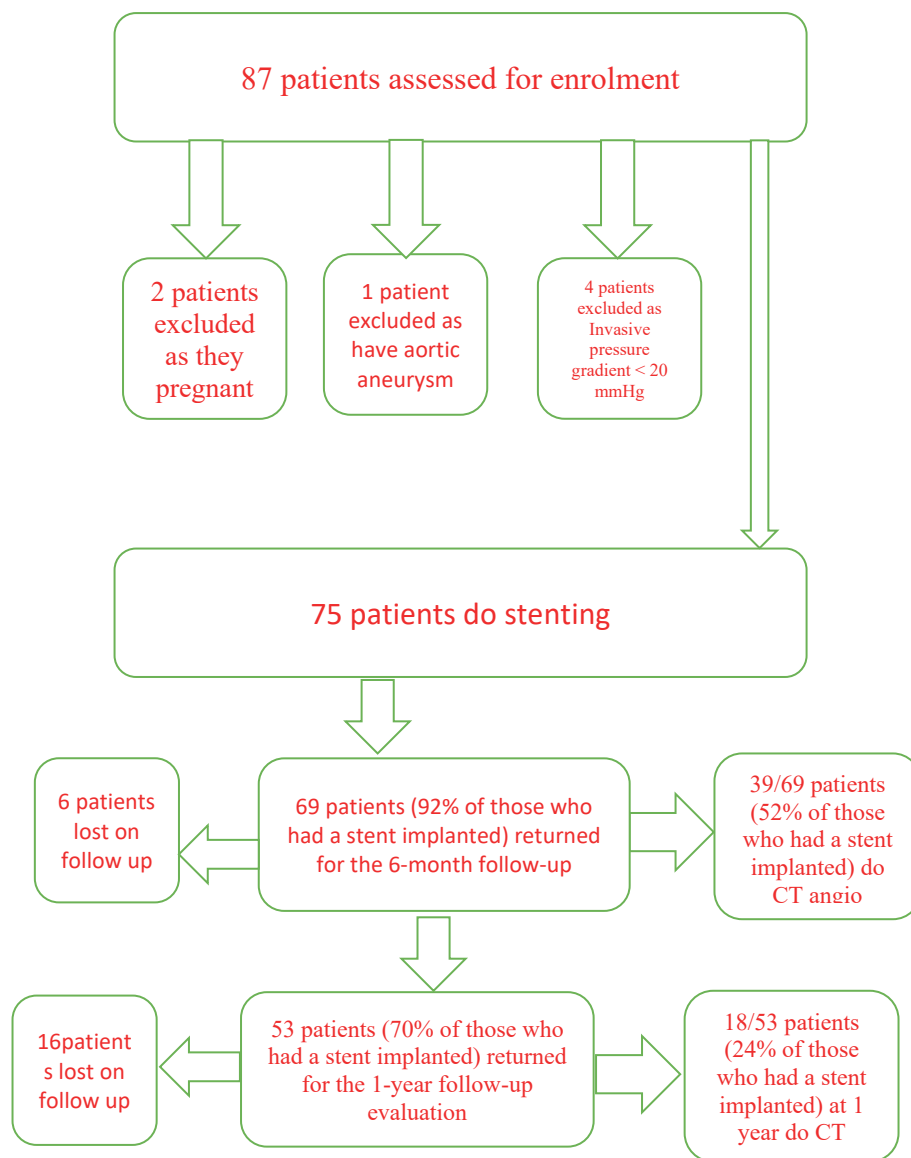 87 patients assessed for enrolment
2 patients
excluded
as they
pregnant
1 patient
excluded as
have aortic
aneurysm
4 patients
excluded as
Invasive
pressure
gradient < 20
mmHg
75 patients do stenting
6 patients
lost on
follow up
69 patients (92% of those who
had a stent implanted) returned
for the 6-month follow-up
39/69 patients
(52% of those
who had a stent
implanted) do
CT angio
16patient
s lost on
follow up
53 patients (70% of those who
had a stent implanted) returned
for the 1-year follow-up
evaluation
18/53 patients
(24% of those
who had a stent
implanted) at 1
year do CT